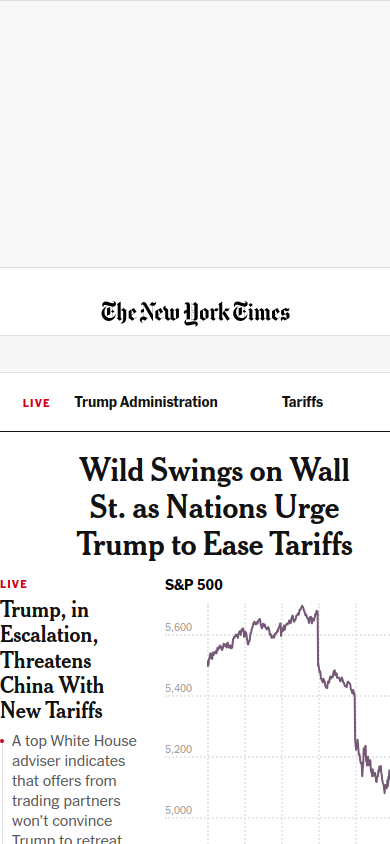 The New York Times
LIVE Trump Administration Tariffs
Wild Swings on Wall
St. as Nations Urge
Trump to Ease Tariffs
LIVE
Trump, in
Escalation,
Threatens
China With
New Tariffs
A top White House
adviser indicates
that offers from
trading partners
won’t convince
Trump to retreat
S&P 500
5,600
5,400
5,200
5,000